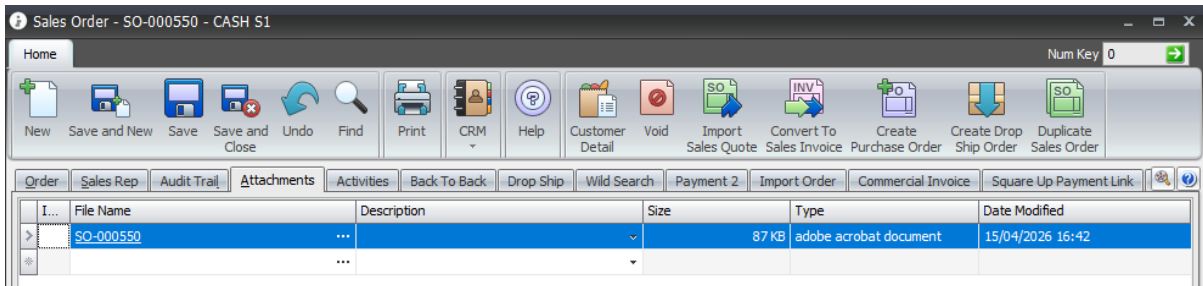 Sales Order - SO-000550 - CASH S1
Home
Num Key 0
SO INV PO SO
New Save and New Save Save and Close Undo Find Print CRM Help Customer Detail Void Import Sales Quote Convert To Sales Invoice Create Purchase Order Create Drop Ship Order Duplicate Sales Order
Order Sales Rep Audit Trail Attachments Activities Back To Back Drop Ship Wild Search Payment 2 Import Order Commercial Invoice Square Up Payment Link
I... File Name Description Size Type Date Modified
SO-000550 ... 87 KB adobe acrobat document 15/04/2026 16:42
...